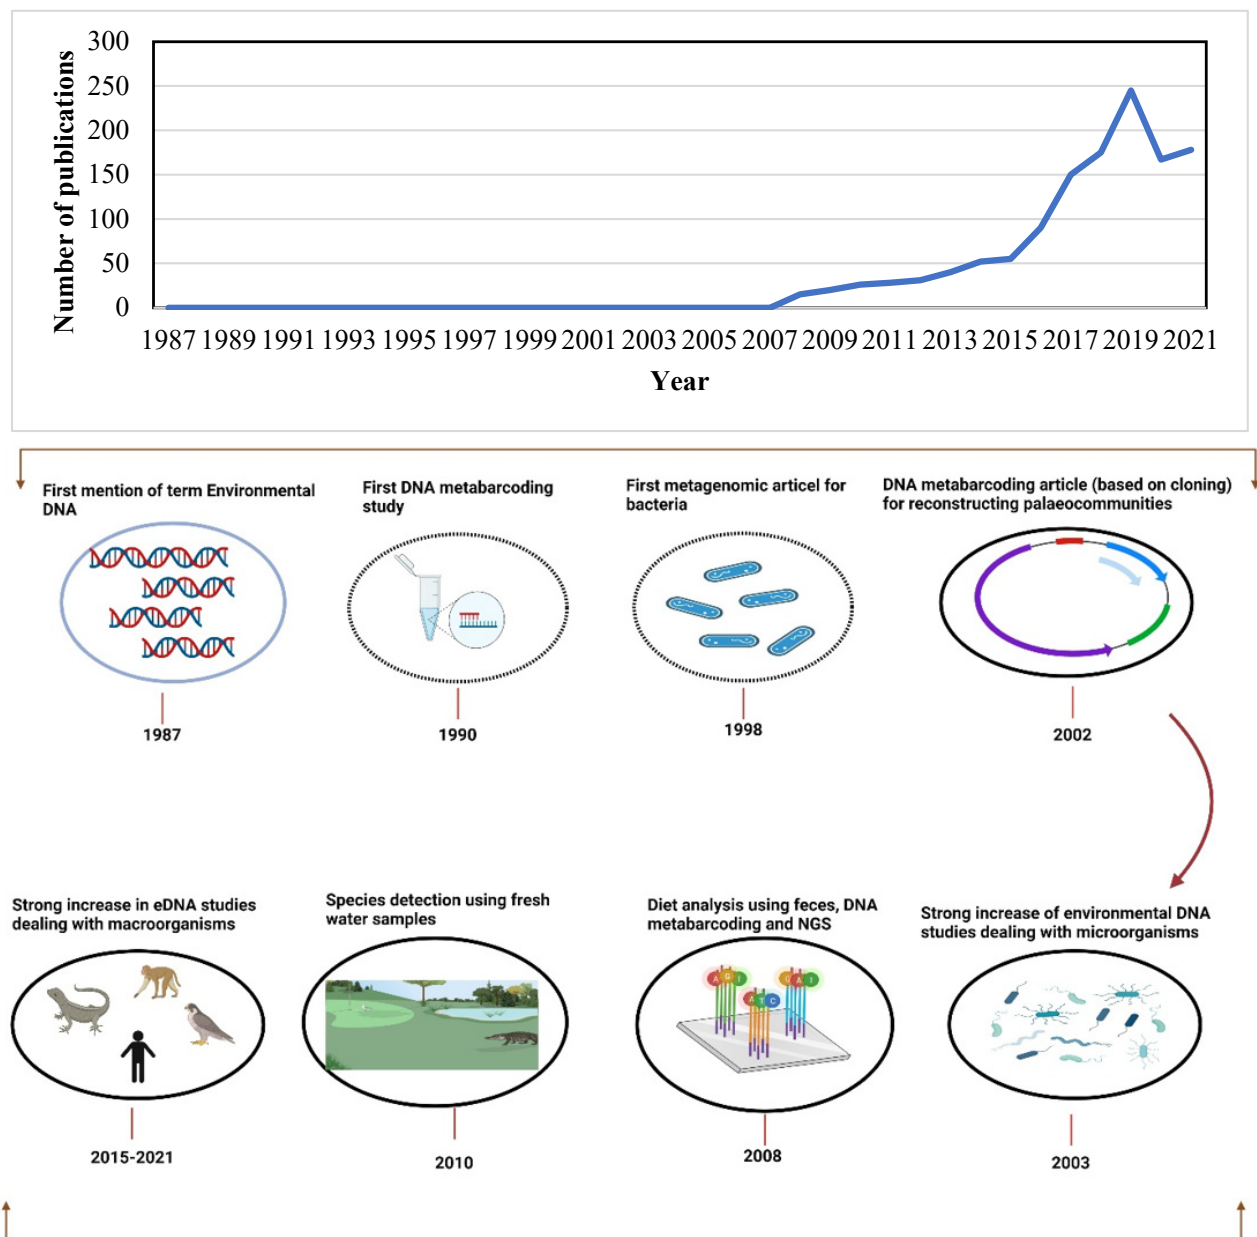 300
250
200
150
100
50
0
Number of publications
1987 1989 1991 1993 1995 1997 1999 2001 2003 2005 2007 2009 2011 2013 2015 2017 2019 2021
Year
First mention of term Environmental
DNA
1987
First DNA metabarcoding
study
1990
First metagenomic articel for
bacteria
1998
DNA metabarcoding article (based on cloning)
for reconstructing palaeocommunities
2002
Strong increase in eDNA studies
dealing with macroorganisms
2015-2021
Species detection using fresh
water samples
2010
Diet analysis using feces, DNA
metabarcoding and NGS
A T C
2008
Strong increase of environmental DNA
studies dealing with microorganisms
2003